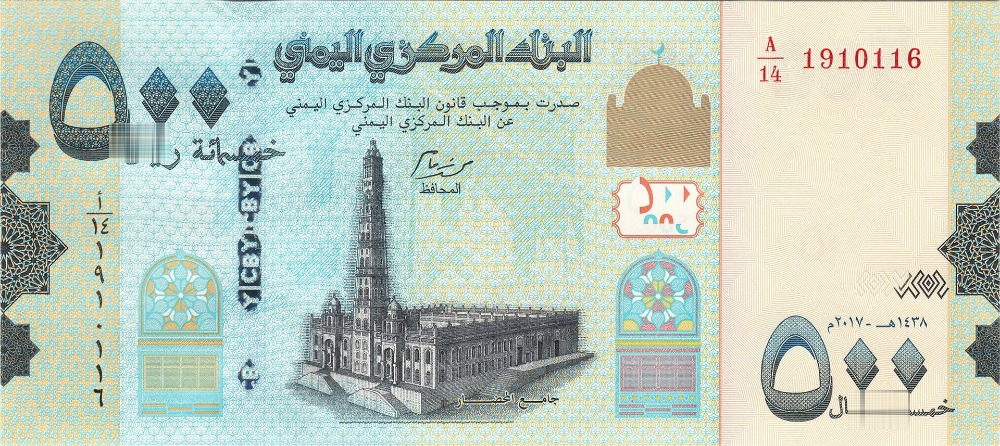 البنك المركزي اليمني
صدرت بموجب قانون البنك المركزي اليمني
عن البنك المركزي اليمني
المحافظ
٥٠٠
خمسمائة
أ
١٤
١٩١٠١١٦
YCBY CBY
جامع المحضار
A
14 1910116
١٤٣٨هـ - ٢٠١٧م
٥٠٠